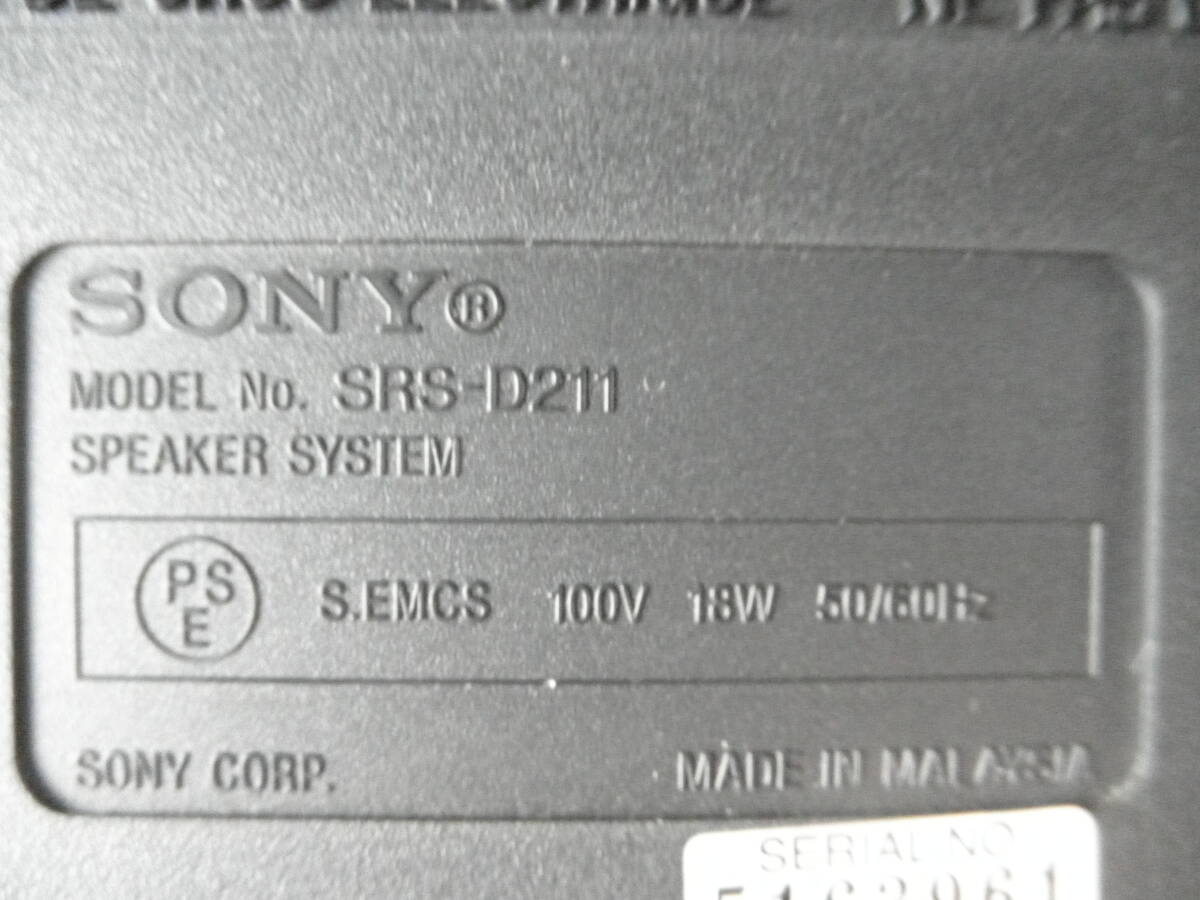 SONY®
MODEL No. SRS-D211
SPEAKER SYSTEM
PS
E
S.EMCS 100V 18W 50/60Hz
SONY CORP.
MADE IN MALAYSIA
SERIAL NO